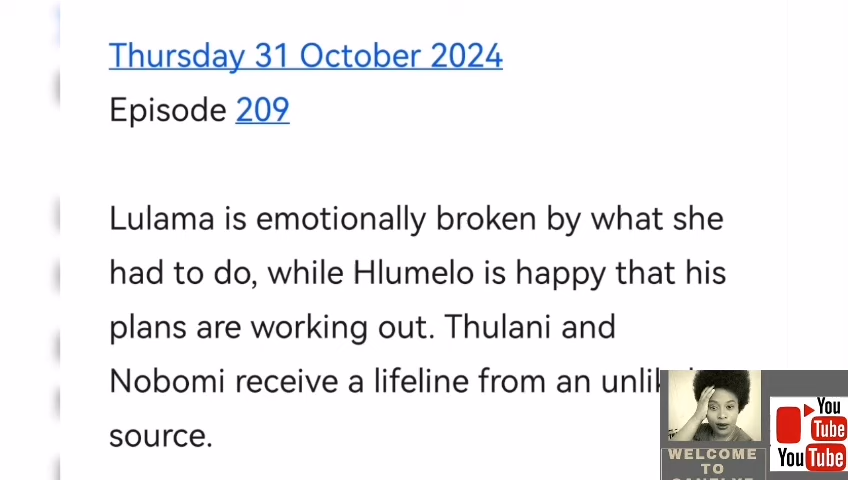 Thursday 31 October 2024
Episode 209
Lulama is emotionally broken by what she
had to do, while Hlumelo is happy that his
plans are working out. Thulani and
Nobomi receive a lifeline from an
source.
WELCOME
TO
You
Tube
YouTube